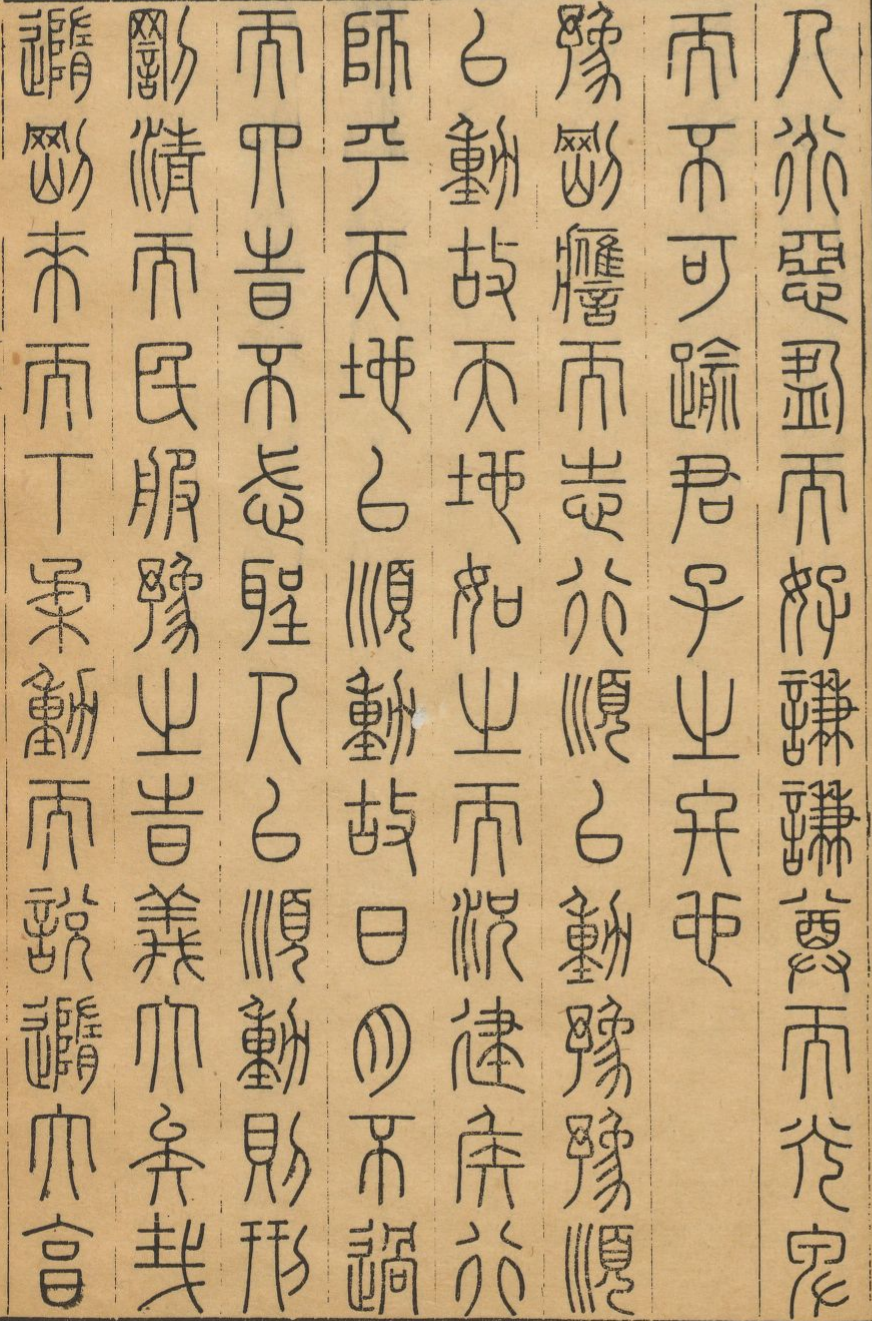 人道惡盈而好謙謙尊而光卑
而不可踰君子之終也
豫剛應而志行順以動豫豫順
以動故天地如之而況建侯行
師乎天地以順動故日月不過
而四時不忒聖人以順動則刑
罰清而民服豫之時義大矣哉
隨剛來而下柔動而說隨大亨